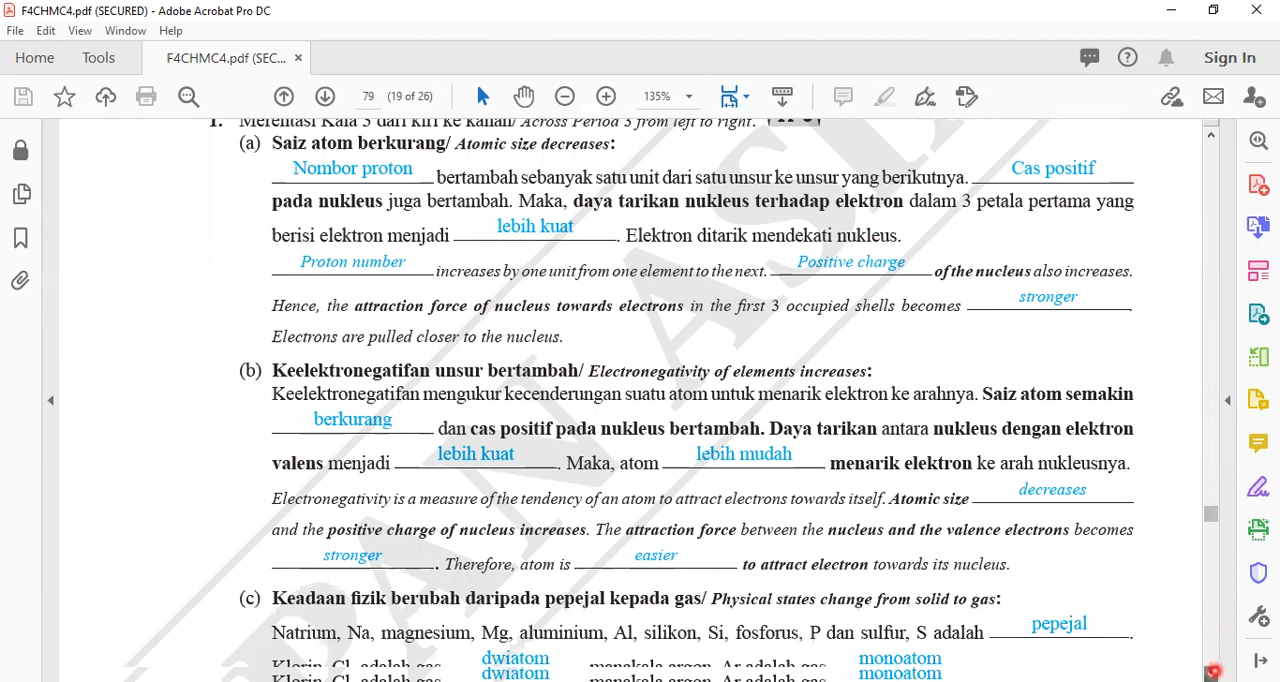 F4CHMC4.pdf (SECURED) - Adobe Acrobat Pro DC
File Edit View Window Help
Home Tools F4CHMC4.pdf (SEC... × Sign In
79 (19 of 26) 135%
1. Merentasi Kala 3 dari kiri ke kanan/ Across Period 3 from left to right.
(a) Saiz atom berkurang/ Atomic size decreases:
Nombor proton bertambah sebanyak satu unit dari satu unsur ke unsur yang berikutnya. Cas positif
pada nukleus juga bertambah. Maka, daya tarikan nukleus terhadap elektron dalam 3 petala pertama yang
berisi elektron menjadi lebih kuat. Elektron ditarik mendekati nukleus.
Proton number increases by one unit from one element to the next. Positive charge of the nucleus also increases.
Hence, the attraction force of nucleus towards electrons in the first 3 occupied shells becomes stronger.
Electrons are pulled closer to the nucleus.
(b) Keelektronegatifan unsur bertambah/ Electronegativity of elements increases:
Keelektronegatifan mengukur kecenderungan suatu atom untuk menarik elektron ke arahnya. Saiz atom semakin
berkurang dan cas positif pada nukleus bertambah. Daya tarikan antara nukleus dengan elektron
valens menjadi lebih kuat. Maka, atom lebih mudah menarik elektron ke arah nukleusnya.
Electronegativity is a measure of the tendency of an atom to attract electrons towards itself. Atomic size decreases
and the positive charge of nucleus increases. The attraction force between the nucleus and the valence electrons becomes
stronger. Therefore, atom is easier to attract electron towards its nucleus.
(c) Keadaan fizik berubah daripada pepejal kepada gas/ Physical states change from solid to gas:
Natrium, Na, magnesium, Mg, aluminium, Al, silikon, Si, fosforus, P dan sulfur, S adalah pepejal.
Klorin, Cl adalah gas dwiatom manakala argon, Ar adalah gas monoatom